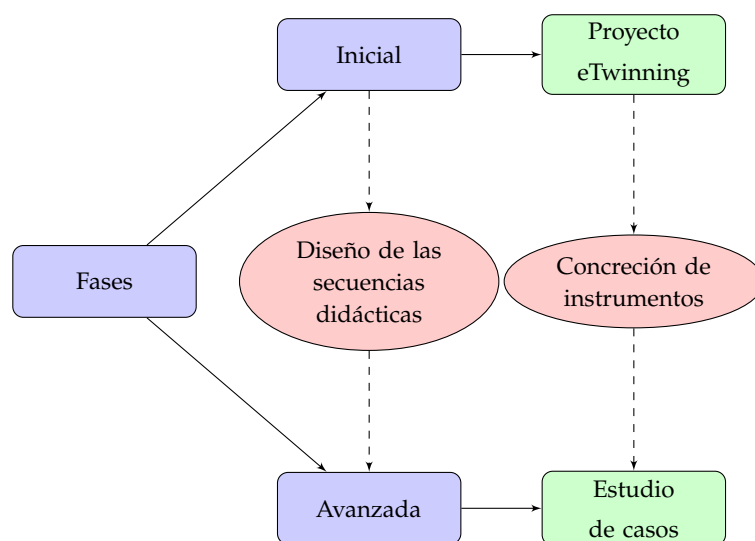 Inicial
Proyecto
eTwinning
Fases
Diseño de las
secuencias
didácticas
Concreción de
instrumentos
Avanzada
Estudio
de casos